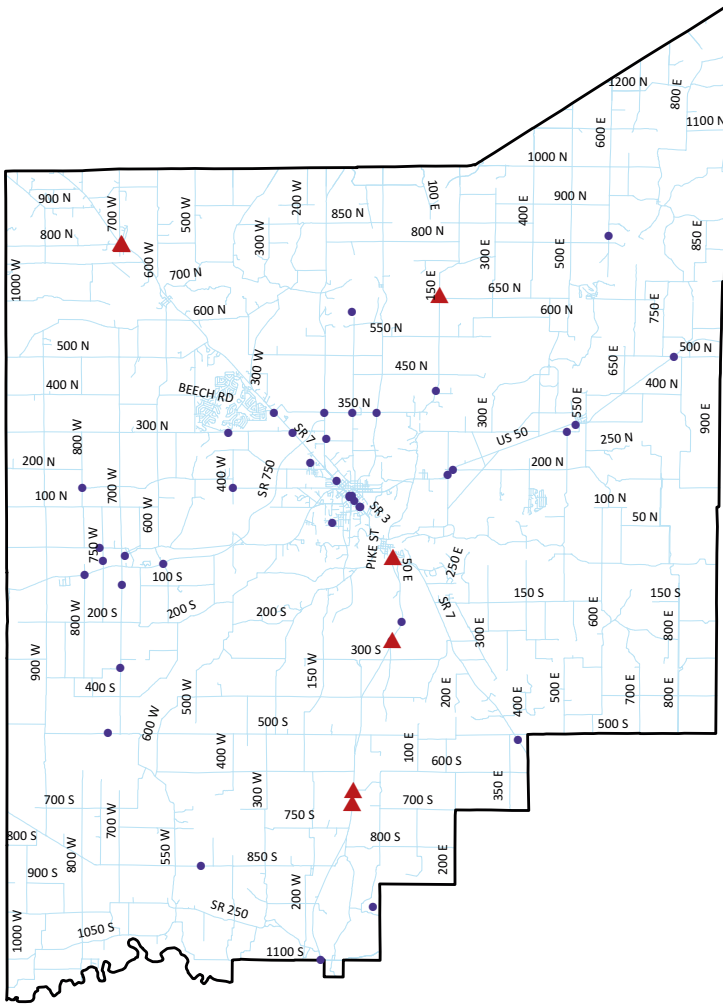 1200 N
800 E
1100 N
600 E
1000 N
900 N
700 W
500 W
200 W
850 N
100 E
400 E
900 N
850 E
800 N
600 W
300 W
800 N
300 E
500 E
1000 W
700 N
150 E
650 N
750 E
600 N
600 N
550 N
650 E
500 N
500 N
300 W
450 N
400 N
400 N
BEECH RD
350 N
550 E
900 E
300 N
800 W
SR 7
300 E
US 50
250 N
200 N
700 W
400 W
SR 750
200 N
100 N
600 W
SR 3
100 N
50 N
750 W
PIKE ST
50 E
250 E
100 S
200 S
200 S
200 S
SR 7
150 S
150 S
800 W
600 E
800 E
900 W
150 W
300 S
300 E
400 S
500 W
200 E
400 E
500 E
700 E
800 E
600 W
500 S
500 S
400 W
100 E
600 S
300 W
350 E
700 S
700 W
750 S
700 S
800 S
800 W
550 W
800 S
900 S
850 S
200 E
200 W
SR 250
1000 W
1050 S
1100 S